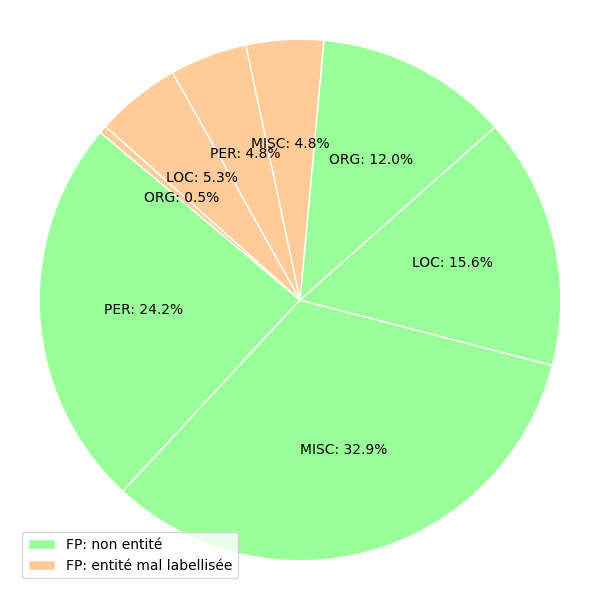 MISC: 4.8%
PER: 4.8%
ORG: 12.0%
LOC: 5.3%
ORG: 0.5%
LOC: 15.6%
PER: 24.2%
MISC: 32.9%
FP: non entité
FP: entité mal labellisée